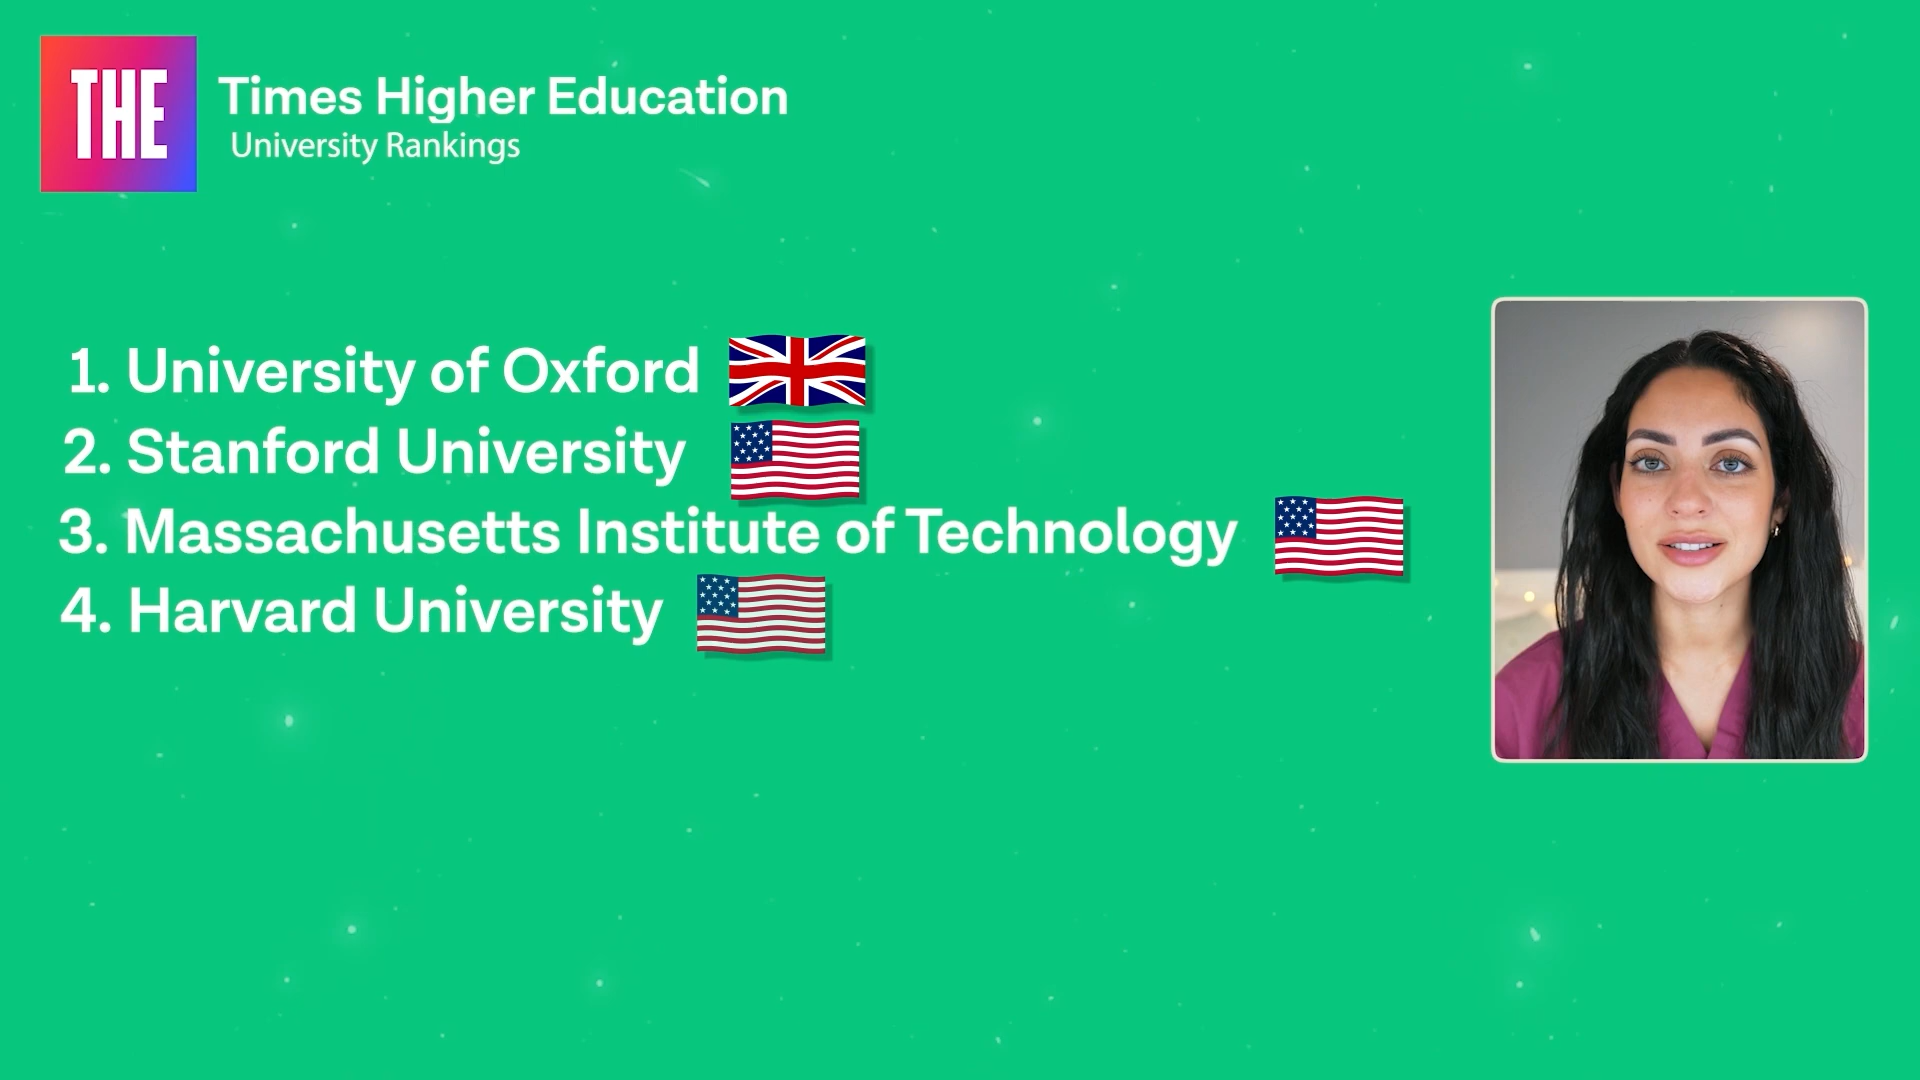 THE
Times Higher Education
University Rankings
1. University of Oxford
2. Stanford University
3. Massachusetts Institute of Technology
4. Harvard University